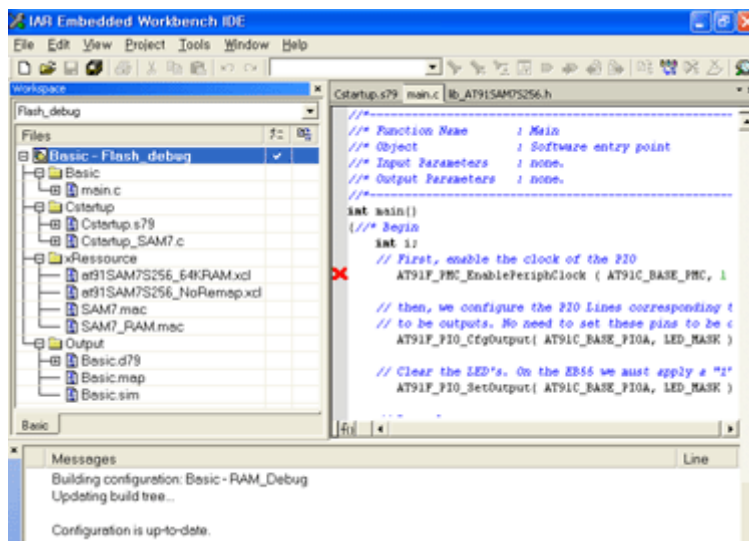 IAR Embedded Workbench IDE
File Edit View Project Tools Window Help
Workspace
Flash_debug
Files
Basic - Flash_debug
Basic
main.c
Cstartup
Cstartup.s79
Cstartup_SAM7.c
xRessource
at91SAM7S256_64KRAM.xcl
at91SAM7S256_NoRemap.xcl
SAM7.mac
SAM7_RAM.mac
Output
Basic.d79
Basic.map
Basic.sim
Basic
Cstartup.s79 main.c lib_AT91SAM7S256.h
//*----------------------------------------------------
//* Function Name : Main
//* Object : Software entry point
//* Input Parameters : none.
//* Output Parameters : none.
//*----------------------------------------------------
int main()
{//* Begin
int i;
// First, enable the clock of the PIO
AT91F_PMC_EnablePeriphClock ( AT91C_BASE_PMC, 1
// then, we configure the PIO Lines corresponding t
// to be outputs. No need to set these pins to be d
AT91F_PIO_CfgOutput( AT91C_BASE_PIOA, LED_MASK )
// Clear the LED's. On the EB55 we must apply a "1"
AT91F_PIO_SetOutput( AT91C_BASE_PIOA, LED_MASK )
f()
Messages Line
Building configuration: Basic - RAM_Debug
Updating build tree...
Configuration is up-to-date.